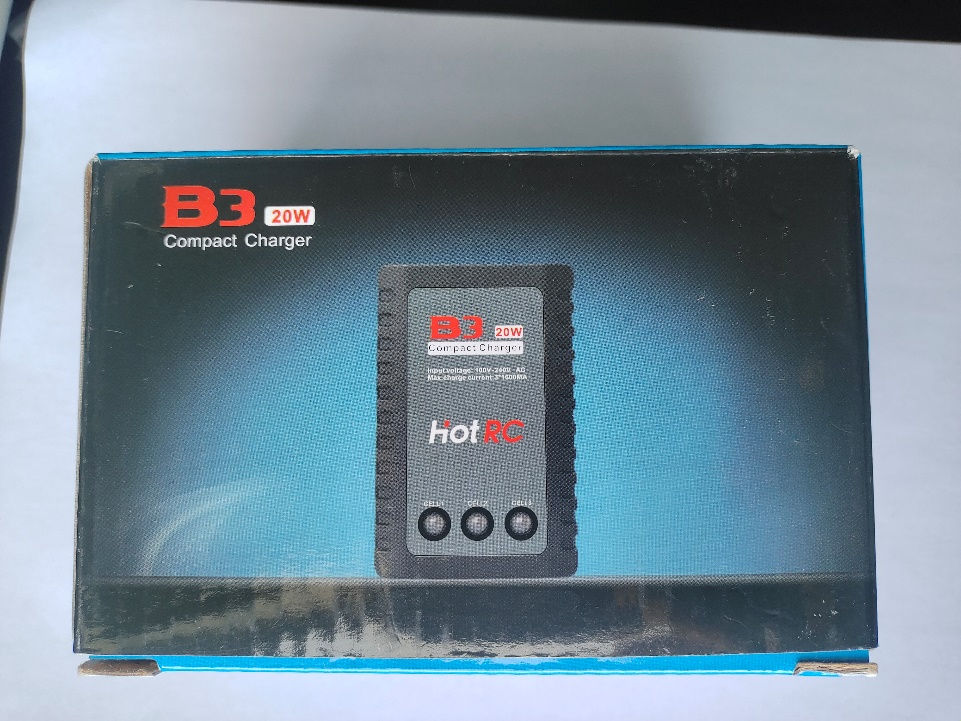 B3 20W
Compact Charger
B3 20W
Compact Charger
Input voltage: 100V-240V~AC
Max.charge current:3*1600MA
Hot RC
CELL1 CELL2 CELL3